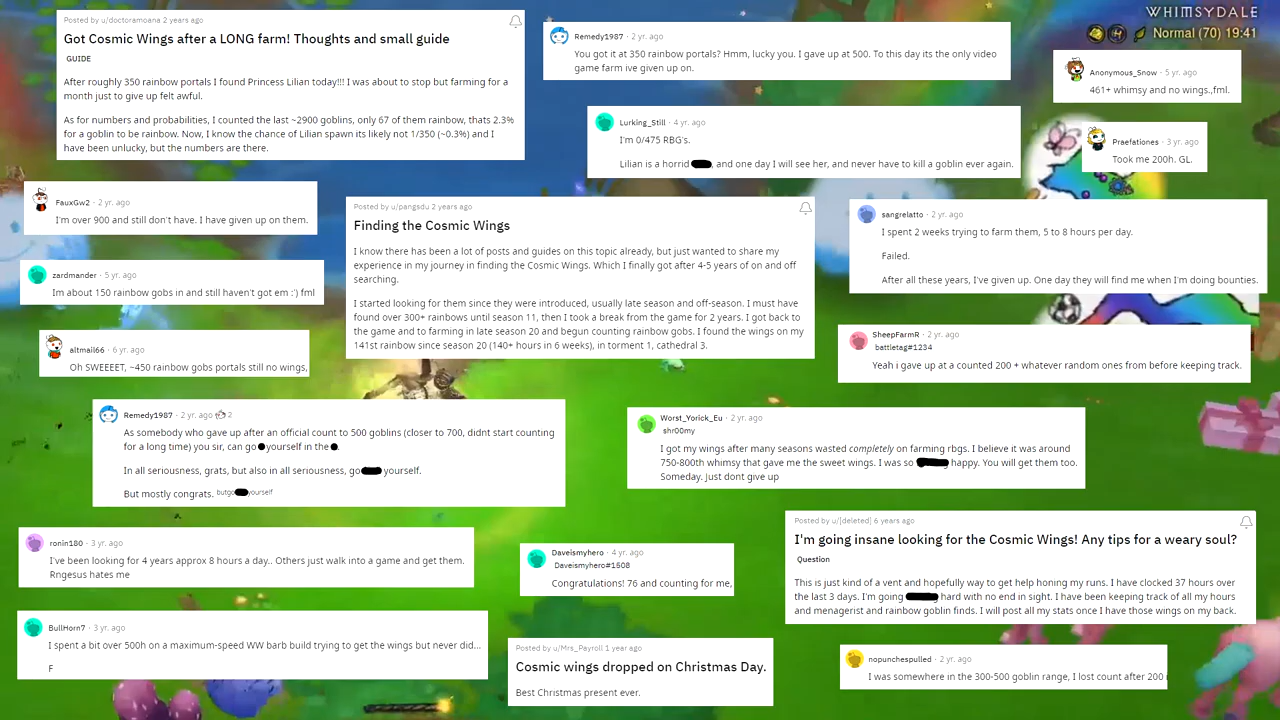 WHIMSYDALE
Normal (70) 19:41
Posted by u/doctoramoana 2 years ago
Got Cosmic Wings after a LONG farm! Thoughts and small guide
GUIDE
After roughly 350 rainbow portals I found Princess Lilian today!!! I was about to stop but farming for a
month just to give up felt awful.
As for numbers and probabilities, I counted the last ~2900 goblins, only 67 of them rainbow, thats 2.3%
for a goblin to be rainbow. Now, I know the chance of Lilian spawn its likely not 1/350 (~0.3%) and I
have been unlucky, but the numbers are there.
Remedy1987 · 2 yr. ago
You got it at 350 rainbow portals? Hmm, lucky you. I gave up at 500. To this day its the only video
game farm ive given up on.
Anonymous_Snow · 5 yr. ago
461+ whimsy and no wings.,fml.
Lurking_Still · 4 yr. ago
I'm 0/475 RBG's.
Lilian is a horrid , and one day I will see her, and never have to kill a goblin ever again.
Praefationes · 3 yr. ago
Took me 200h. GL.
FauxGw2 · 2 yr. ago
I'm over 900 and still don't have. I have given up on them.
Posted by u/pangsdu 2 years ago
Finding the Cosmic Wings
I know there has been a lot of posts and guides on this topic already, but just wanted to share my
experience in my journey in finding the Cosmic Wings. Which I finally got after 4-5 years of on and off
searching.
I started looking for them since they were introduced, usually late season and off-season. I must have
found over 300+ rainbows until season 11, then I took a break from the game for 2 years. I got back to
the game and to farming in late season 20 and begun counting rainbow gobs. I found the wings on my
141st rainbow since season 20 (140+ hours in 6 weeks), in torment 1, cathedral 3.
sangrelatto · 2 yr. ago
I spent 2 weeks trying to farm them, 5 to 8 hours per day.
Failed.
After all these years, I've given up. One day they will find me when I'm doing bounties.
zardmander · 5 yr. ago
Im about 150 rainbow gobs in and still haven't got em :') fml
altmail66 · 6 yr. ago
Oh SWEEEET, ~450 rainbow gobs portals still no wings,
SheepFarmR · 2 yr. ago
battletag#1234
Yeah i gave up at a counted 200 + whatever random ones from before keeping track.
Remedy1987 · 2 yr. ago 2
As somebody who gave up after an official count to 500 goblins (closer to 700, didnt start counting
for a long time) you sir, can go yourself in the .
In all seriousness, grats, but also in all seriousness, go yourself.
But mostly congrats. butgo yourself
Worst_Yorick_Eu · 2 yr. ago
shr00my
I got my wings after many seasons wasted completely on farming rbgs. I believe it was around
750-800th whimsy that gave me the sweet wings. I was so happy. You will get them too.
Someday. Just dont give up
ronin180 · 3 yr. ago
I've been looking for 4 years approx 8 hours a day.. Others just walk into a game and get them.
Rngesus hates me
Daveismyhero · 4 yr. ago
Daveismyhero#1508
Congratulations! 76 and counting for me,
Posted by u/[deleted] 6 years ago
I'm going insane looking for the Cosmic Wings! Any tips for a weary soul?
Question
This is just kind of a vent and hopefully way to get help honing my runs. I have clocked 37 hours over
the last 3 days. I'm going hard with no end in sight. I have been keeping track of all my hours
and menagerist and rainbow goblin finds. I will post all my stats once I have those wings on my back.
BullHorn7 · 3 yr. ago
I spent a bit over 500h on a maximum-speed WW barb build trying to get the wings but never did...
F
Posted by u/Mrs_Payroll 1 year ago
Cosmic wings dropped on Christmas Day.
Best Christmas present ever.
nopunchespulled · 2 yr. ago
I was somewhere in the 300-500 goblin range, I lost count after 200